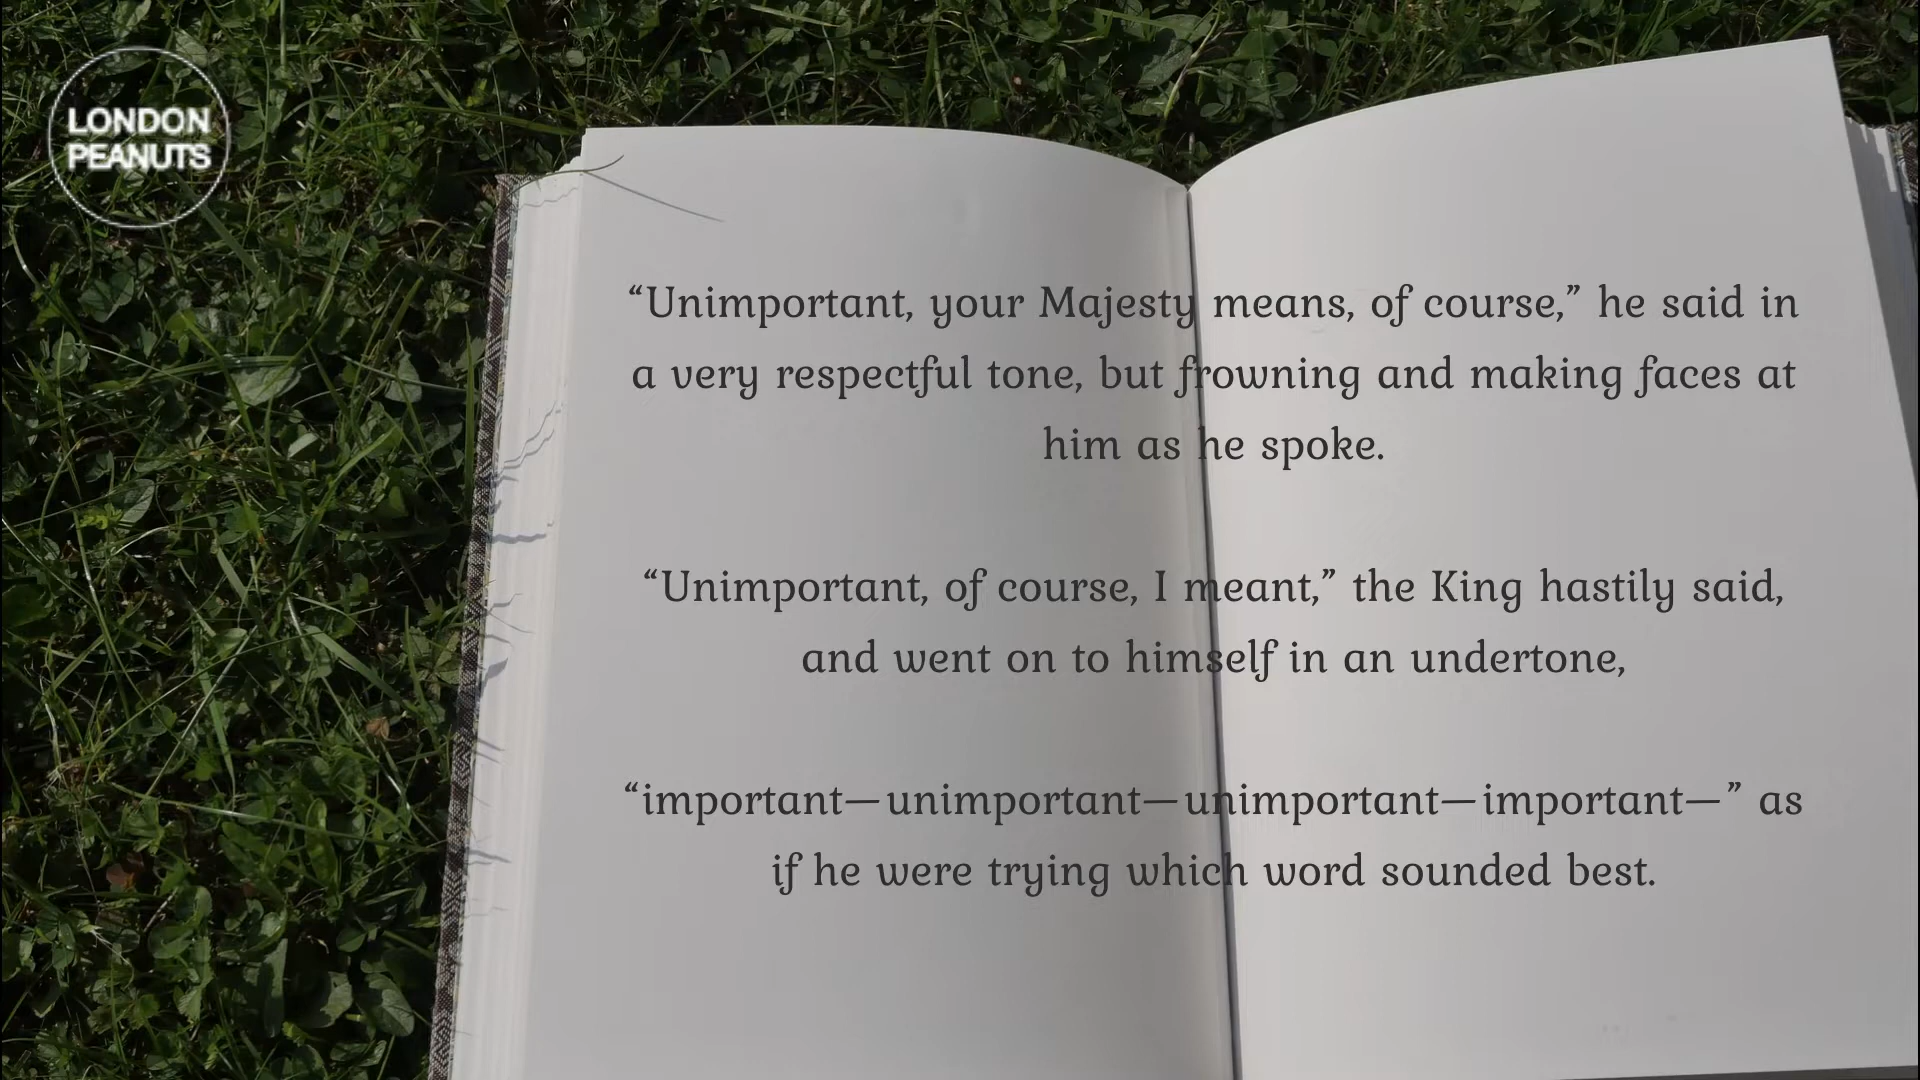 LONDON
PEANUTS
“Unimportant, your Majesty means, of course,” he said in
a very respectful tone, but frowning and making faces at
him as he spoke.
“Unimportant, of course, I meant,” the King hastily said,
and went on to himself in an undertone,
“important—unimportant—unimportant—important—” as
if he were trying which word sounded best.